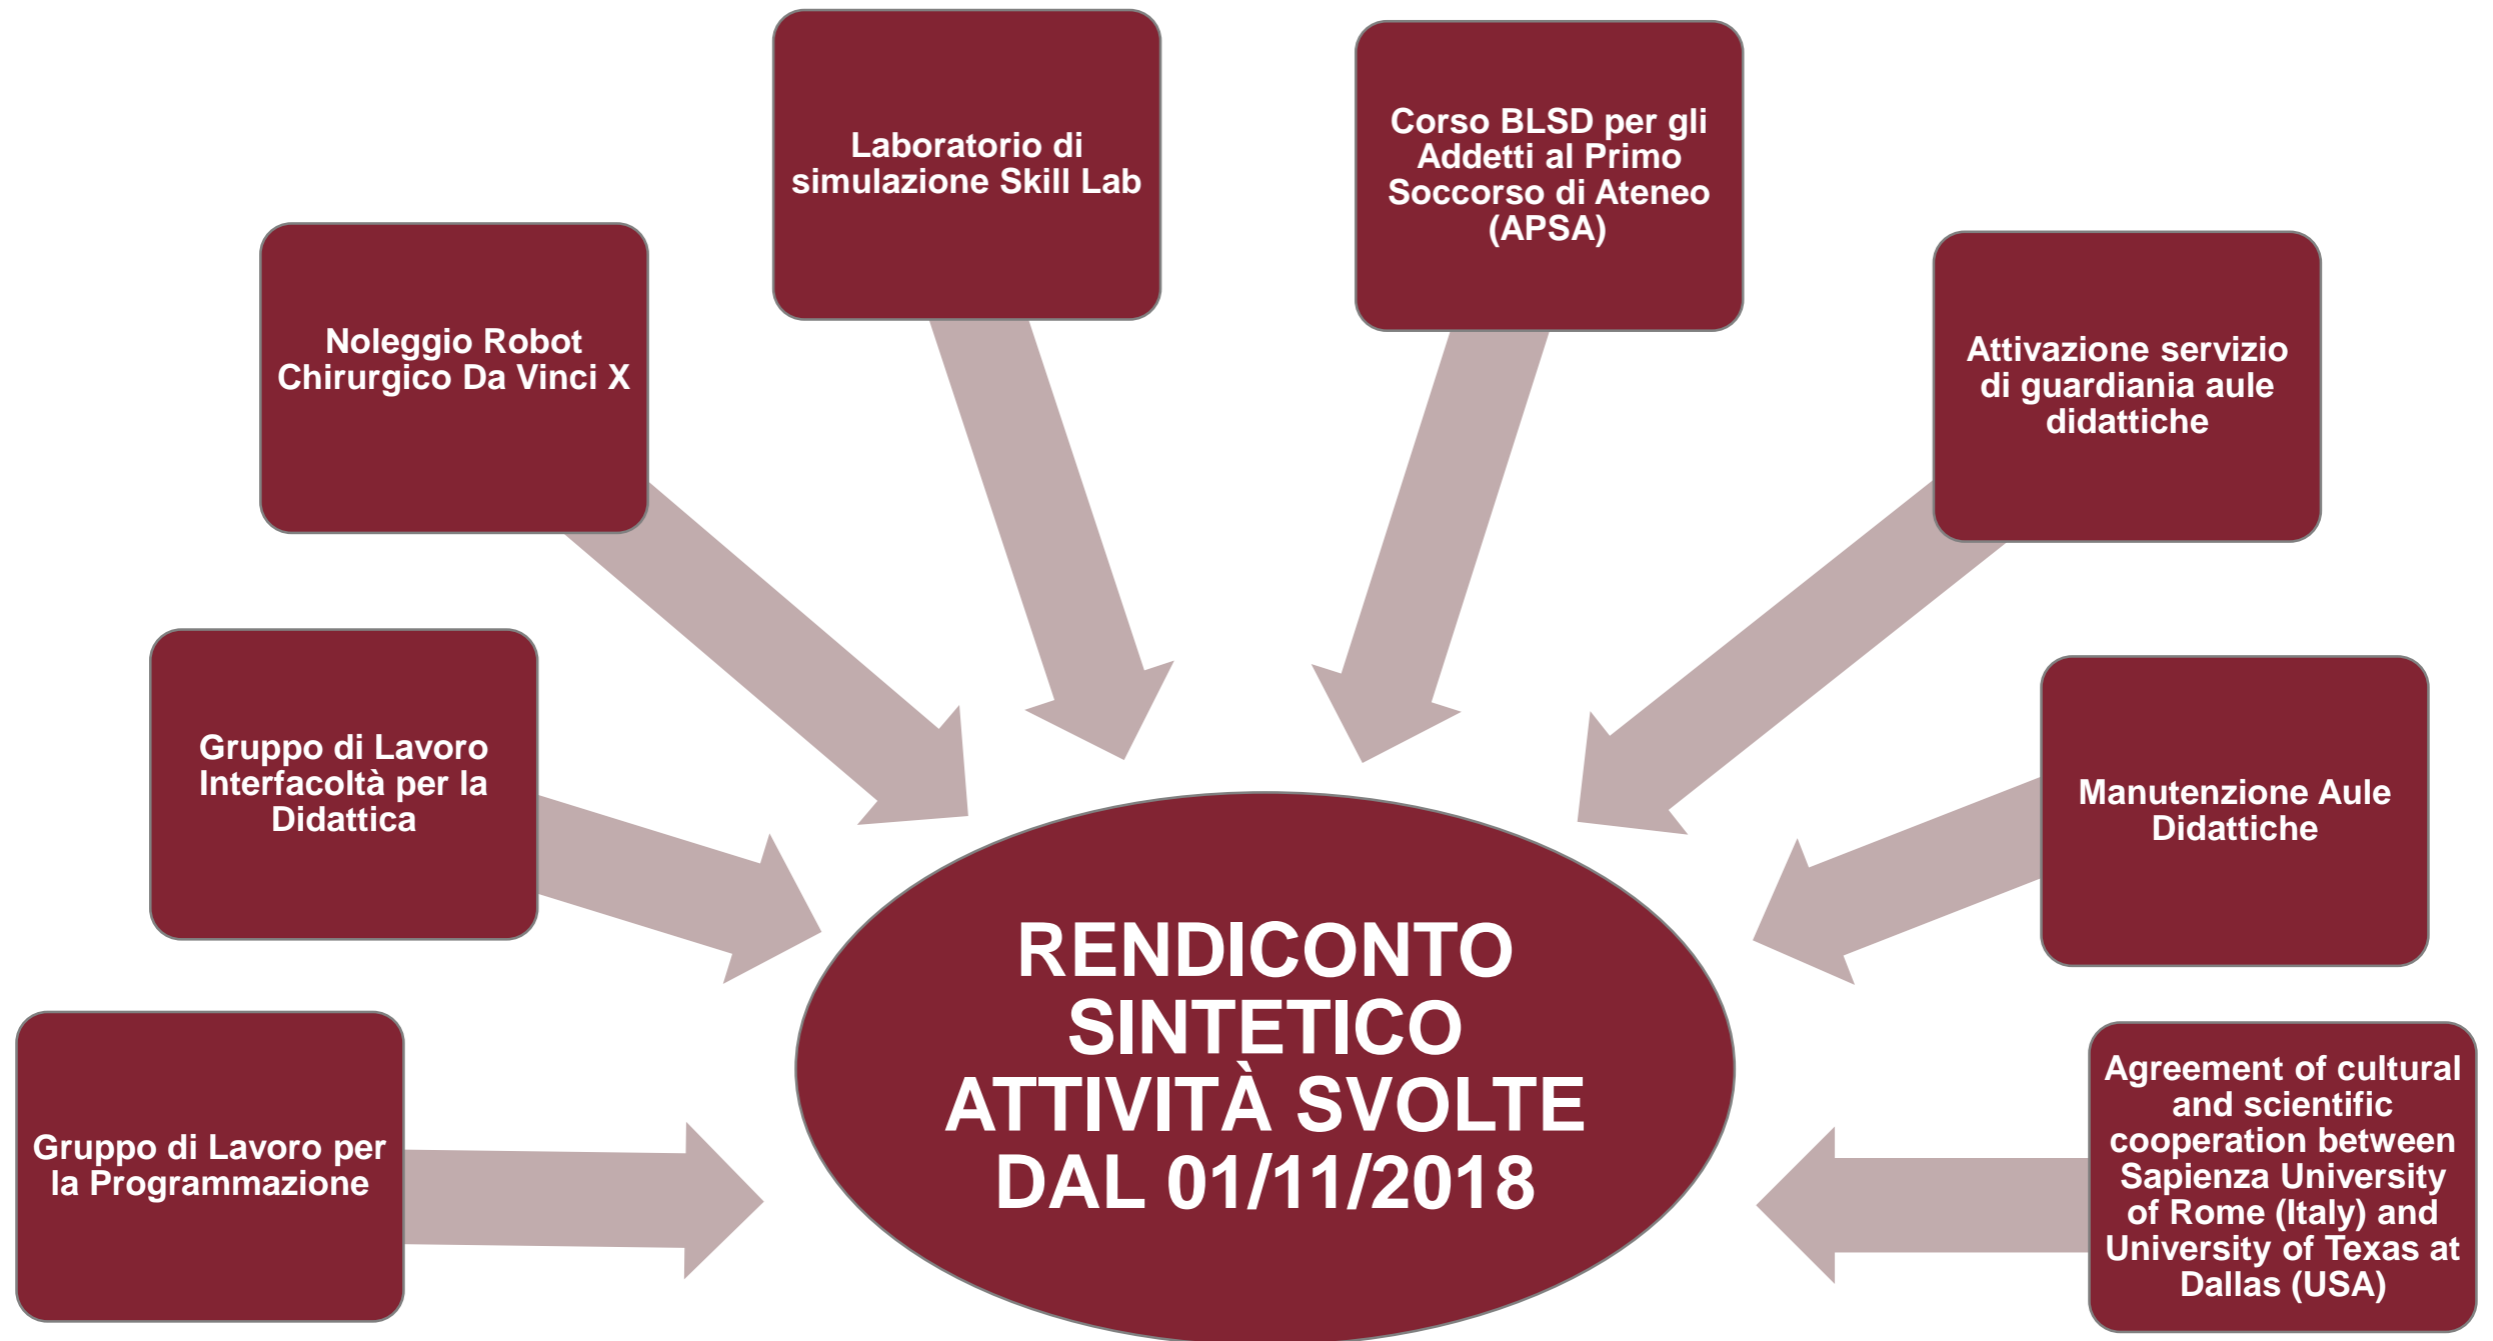 Laboratorio di
simulazione Skill Lab
Corso BLSD per gli
Addetti al Primo
Soccorso di Ateneo
(APSA)
Noleggio Robot
Chirurgico Da Vinci X
Attivazione servizio
di guardiania aule
didattiche
Gruppo di Lavoro
Interfacoltà per la
Didattica
Manutenzione Aule
Didattiche
Gruppo di Lavoro per
la Programmazione
RENDICONTO
SINTETICO
ATTIVITÀ SVOLTE
DAL 01/11/2018
Agreement of cultural
and scientific
cooperation between
Sapienza University
of Rome (Italy) and
University of Texas at
Dallas (USA)